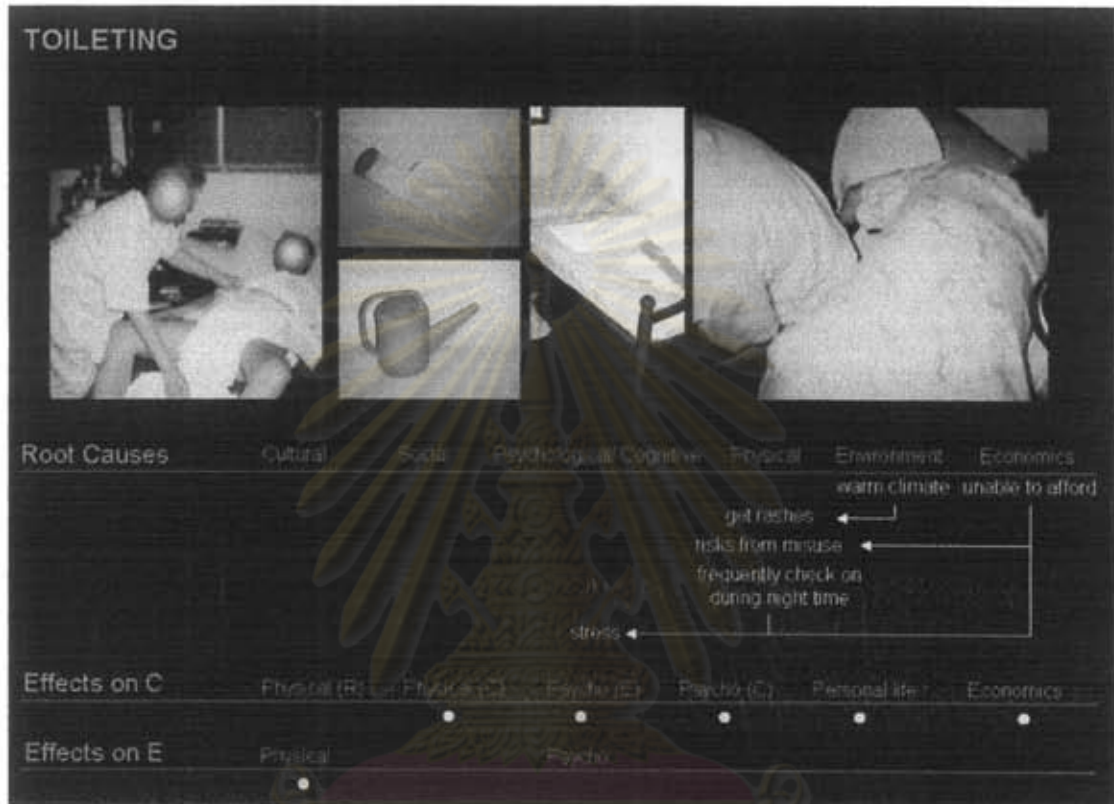 TOILETING
Root Causes Cultural Social Psychological/Cognitive Physical Environment Economics
warm climate unable to afford
get rashes
risks from misuse
frequently check on
during night time
stress
Effects on C Physical Physical (C) Psycho (E) Psycho (C) Personal life Economics
Effects on E Physical Psycho